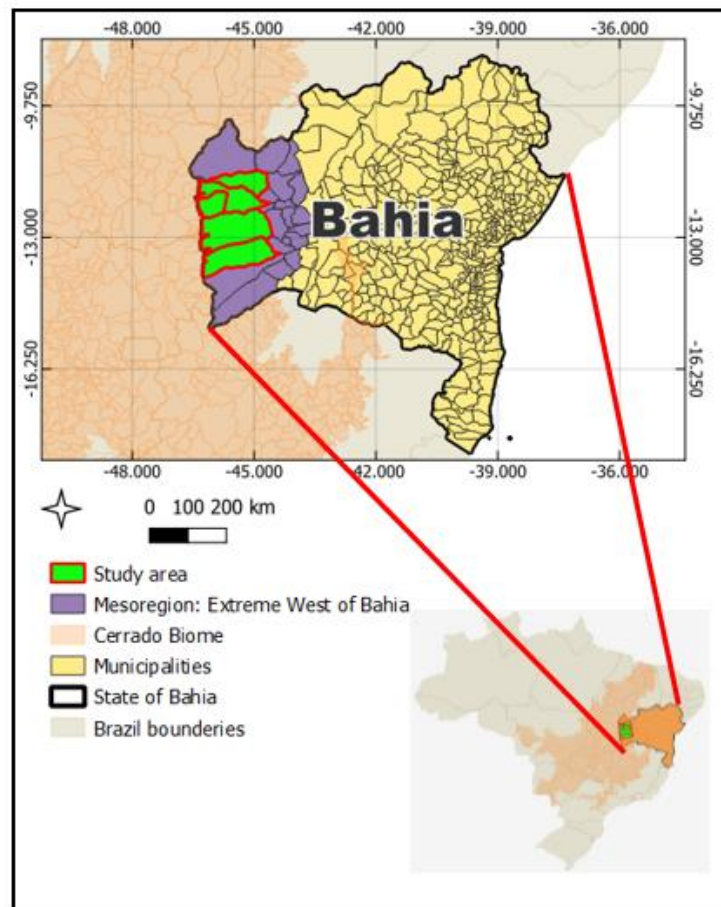 -48.000 -45.000 -42.000 -39.000 -36.000
-9.750 -9.750
Bahia
-13.000 -13.000
-16.250 -16.250
-48.000 -45.000 -42.000 -39.000 -36.000
0 100 200 km
Study area
Mesoregion: Extreme West of Bahia
Cerrado Biome
Municipalities
State of Bahia
Brazil bounderies